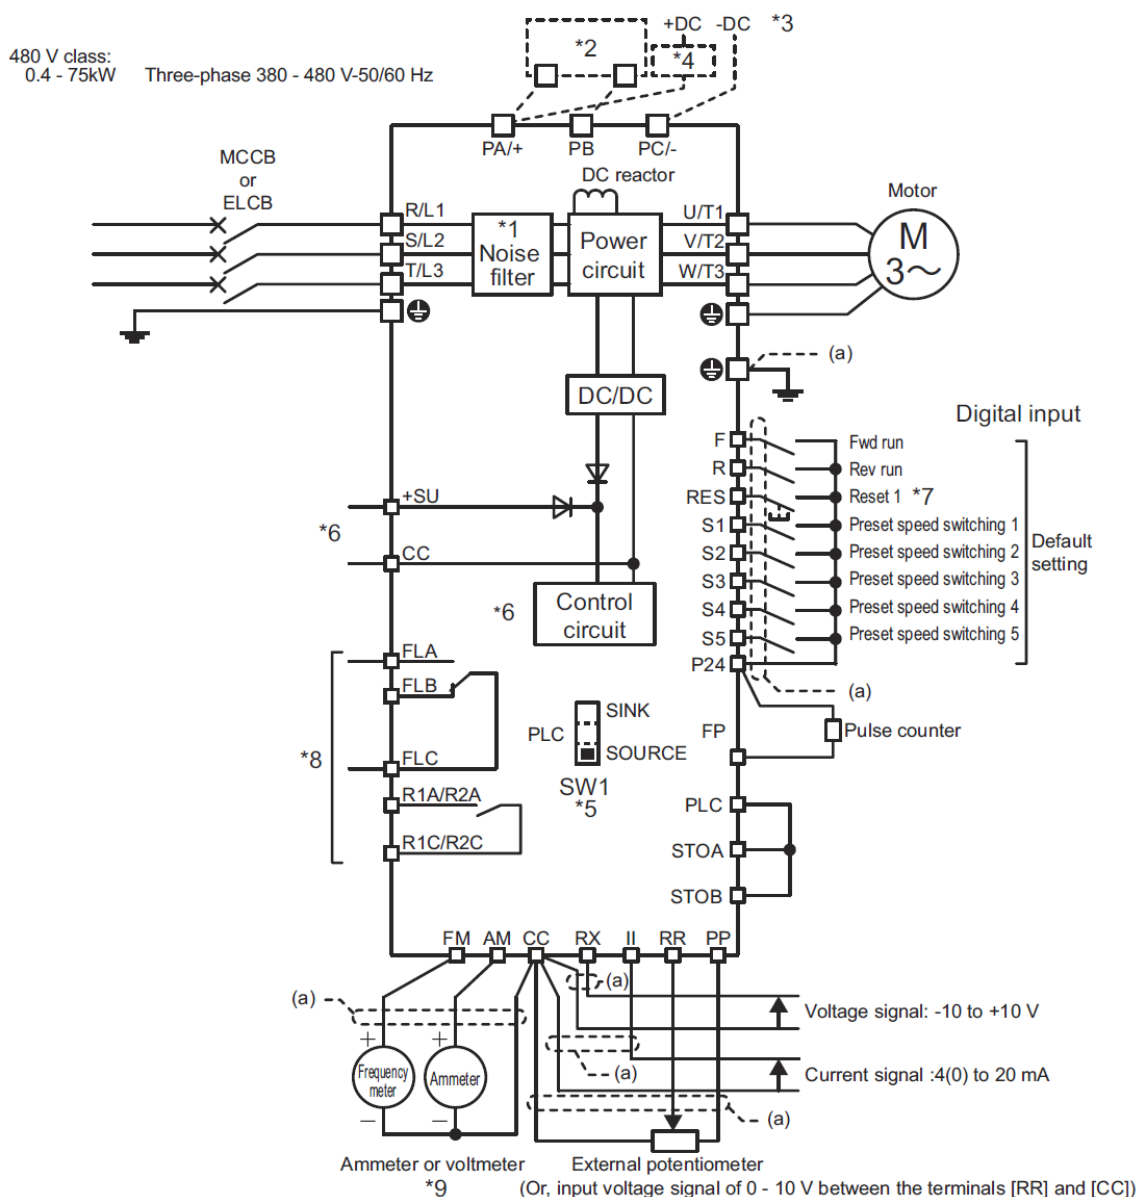 480 V class:
0.4 - 75kW Three-phase 380 - 480 V-50/60 Hz
*2
+DC -DC *3
*4
PA/+ PB PC/-
DC reactor
MCCB
or
ELCB
R/L1
S/L2
T/L3
*1
Noise
filter
Power
circuit
U/T1
V/T2
W/T3
Motor
M
3～
(a)
DC/DC
Digital input
F Fwd run
R Rev run
RES Reset 1 *7
S1 Preset speed switching 1
S2 Preset speed switching 2
S3 Preset speed switching 3
S4 Preset speed switching 4
S5 Preset speed switching 5
P24
Default
setting
(a)
+SU
*6
CC
*6
Control
circuit
FLA
FLB
FLC
*8
R1A/R2A
R1C/R2C
PLC
SINK
SOURCE
SW1
*5
FP
Pulse counter
PLC
STOA
STOB
FM AM CC RX II RR PP
(a)
(a)
Voltage signal: -10 to +10 V
(a)
Current signal :4(0) to 20 mA
(a)
+ +
Frequency
meter
Ammeter
− −
Ammeter or voltmeter
*9
External potentiometer
(Or, input voltage signal of 0 - 10 V between the terminals [RR] and [CC])